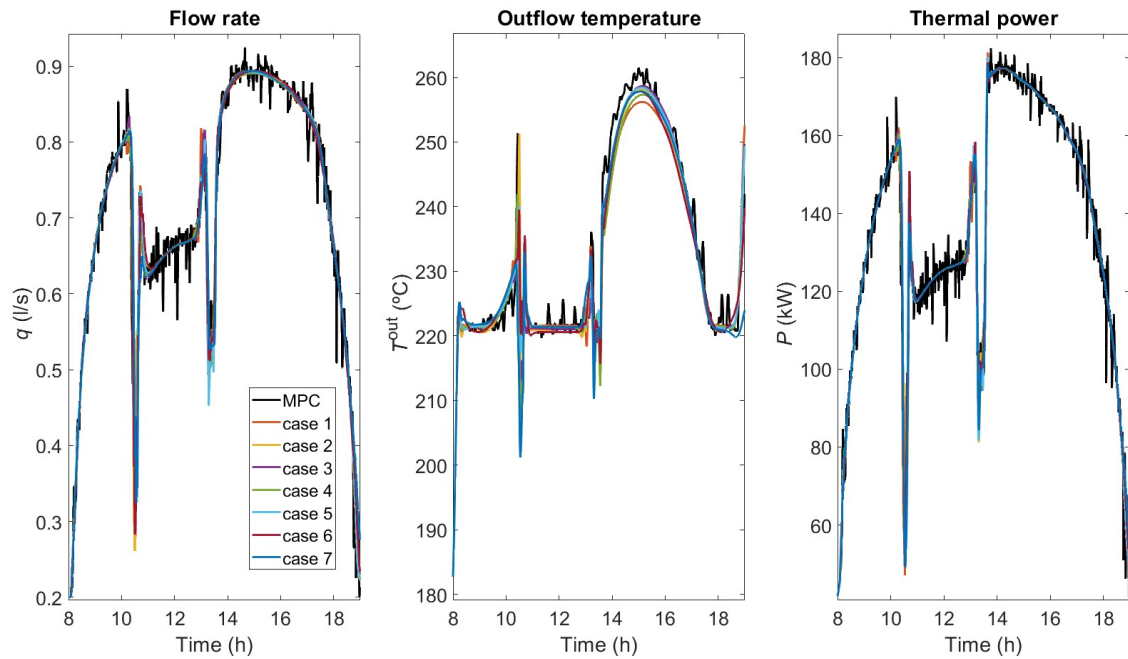 Flow rate
0.9
0.8
0.7
0.6
0.5
0.4
0.3
0.2
q (l/s)
8 10 12 14 16 18
Time (h)
MPC
case 1
case 2
case 3
case 4
case 5
case 6
case 7
Outflow temperature
260
250
240
230
220
210
200
190
180
T^out (ºC)
8 10 12 14 16 18
Time (h)
Thermal power
180
160
140
120
100
80
60
P (kW)
8 10 12 14 16 18
Time (h)